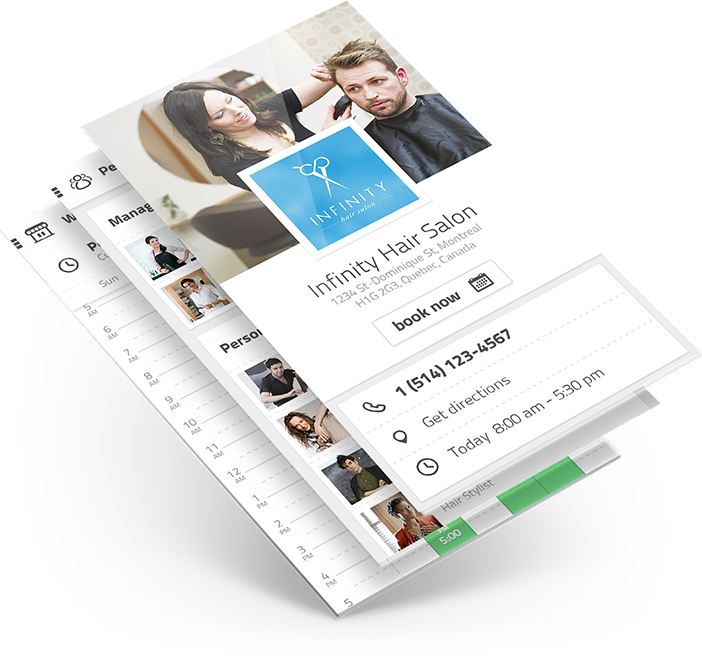 INFINITY
hair salon
Infinity Hair Salon
1234 St-Dominique St, Montreal
H1G 2G3, Quebec, Canada
book now
1 (514) 123-4567
Get directions
Today 8:00 am - 5:30 pm
Pe
Manag
Person
Hair Stylist
W
Pe
Sun
5
AM
6
AM
7
AM
8
AM
9
AM
10
AM
11
AM
12
AM
1
PM
2
PM
3
PM
4
PM
5
PM
5:00